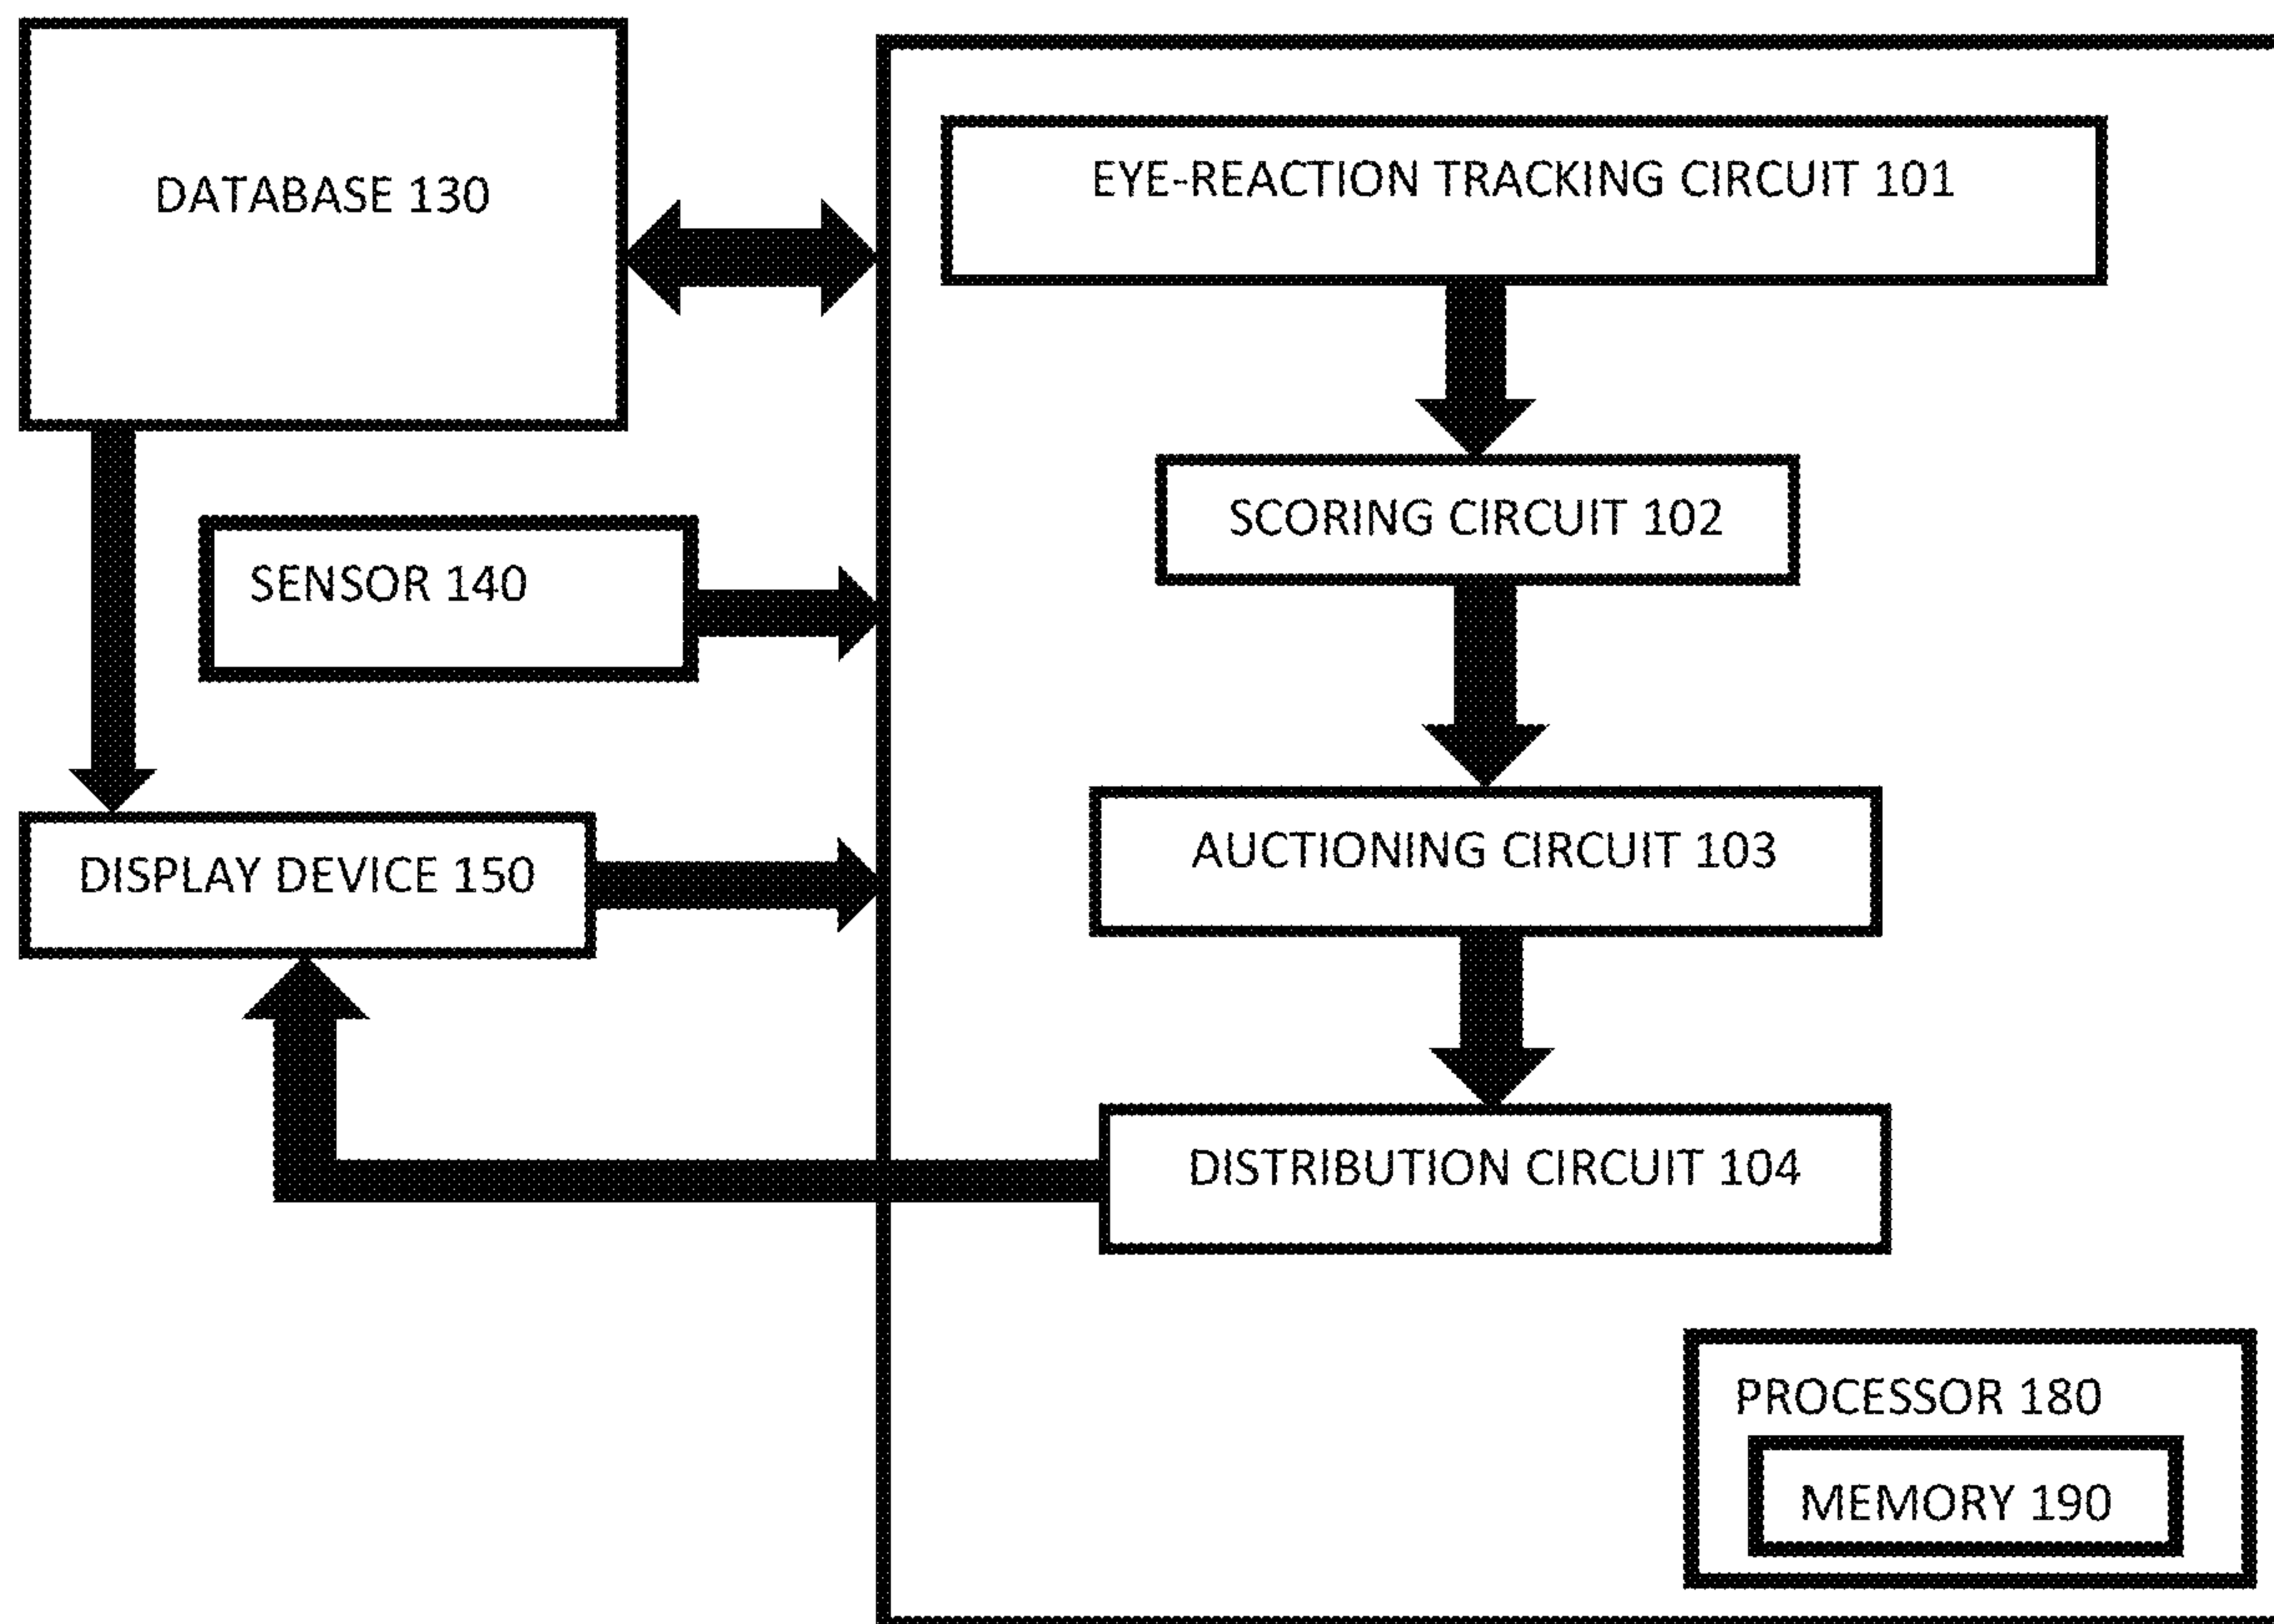 DATABASE 130
EYE-REACTION TRACKING CIRCUIT 101
SCORING CIRCUIT 102
SENSOR 140
AUCTIONING CIRCUIT 103
DISPLAY DEVICE 150
DISTRIBUTION CIRCUIT 104
PROCESSOR 180
MEMORY 190